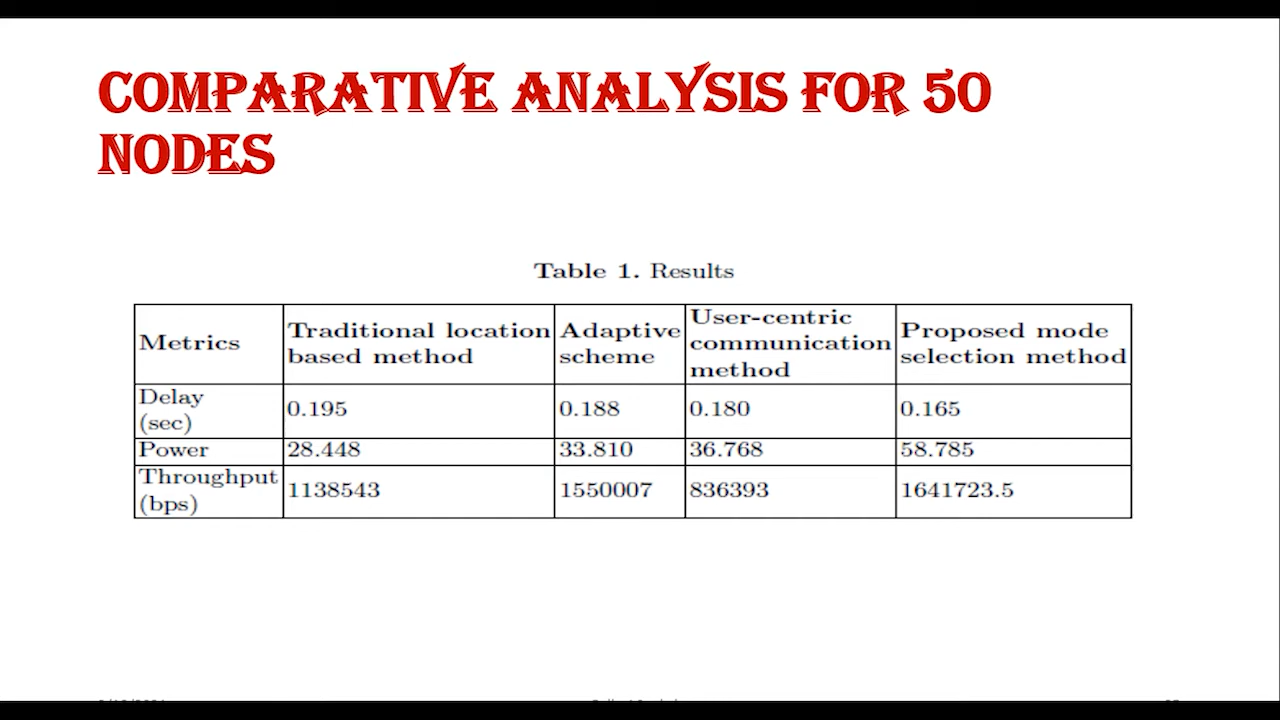 COMPARATIVE ANALYSIS FOR 50
NODES
Table 1. Results
Metrics
Traditional location
based method
Adaptive
scheme
User-centric
communication
method
Proposed mode
selection method
Delay
(sec)
0.195
0.188
0.180
0.165
Power
28.448
33.810
36.768
58.785
Throughput
(bps)
1138543
1550007
836393
1641723.5